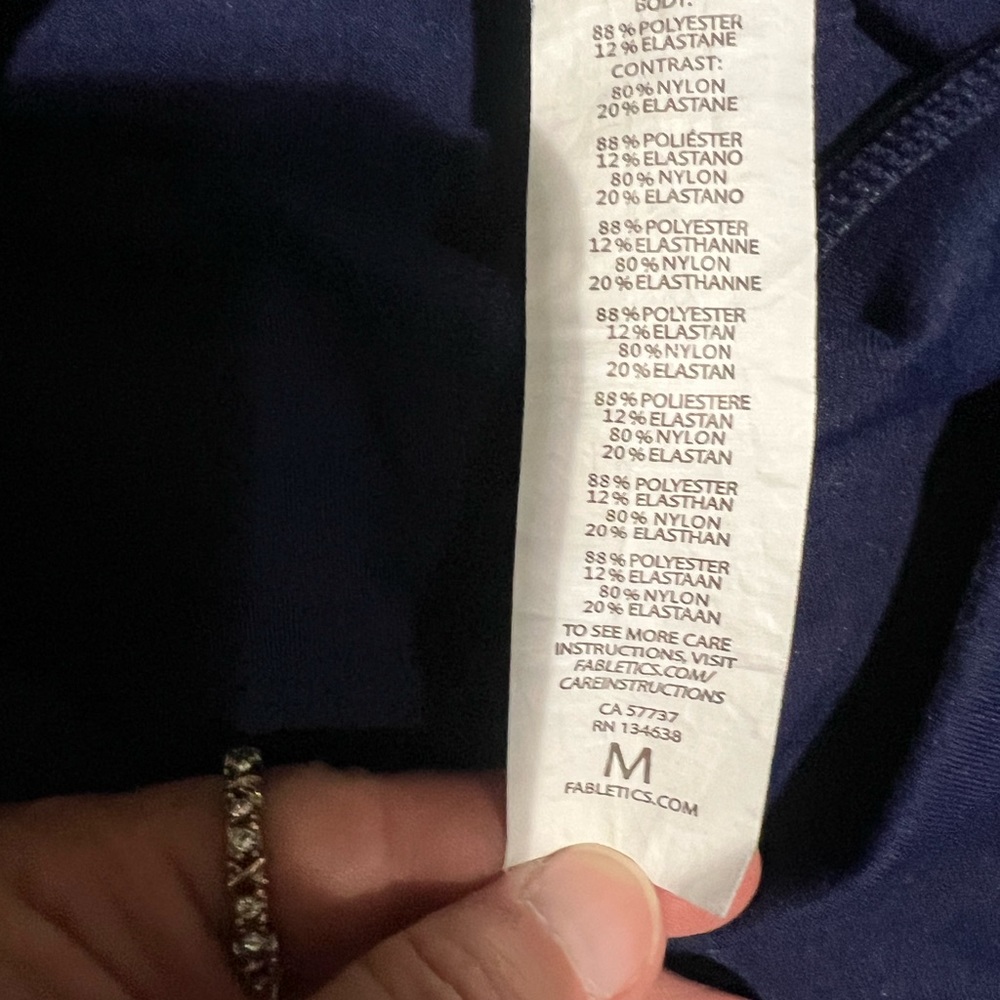 BODY:
88% POLYESTER
12% ELASTANE
CONTRAST:
80% NYLON
20% ELASTANE
88% POLIÉSTER
12% ELASTANO
80% NYLON
20% ELASTANO
88% POLYESTER
12% ELASTHANNE
80% NYLON
20% ELASTHANNE
88% POLYESTER
12% ELASTAN
80% NYLON
20% ELASTAN
88% POLIESTERE
12% ELASTAN
80% NYLON
20% ELASTAN
88% POLYESTER
12% ELASTHAN
80% NYLON
20% ELASTHAN
88% POLYESTER
12% ELASTAAN
80% NYLON
20% ELASTAAN
TO SEE MORE CARE
INSTRUCTIONS, VISIT
FABLETICS.COM/
CAREINSTRUCTIONS
CA 57737
RN 134638
M
FABLETICS.COM